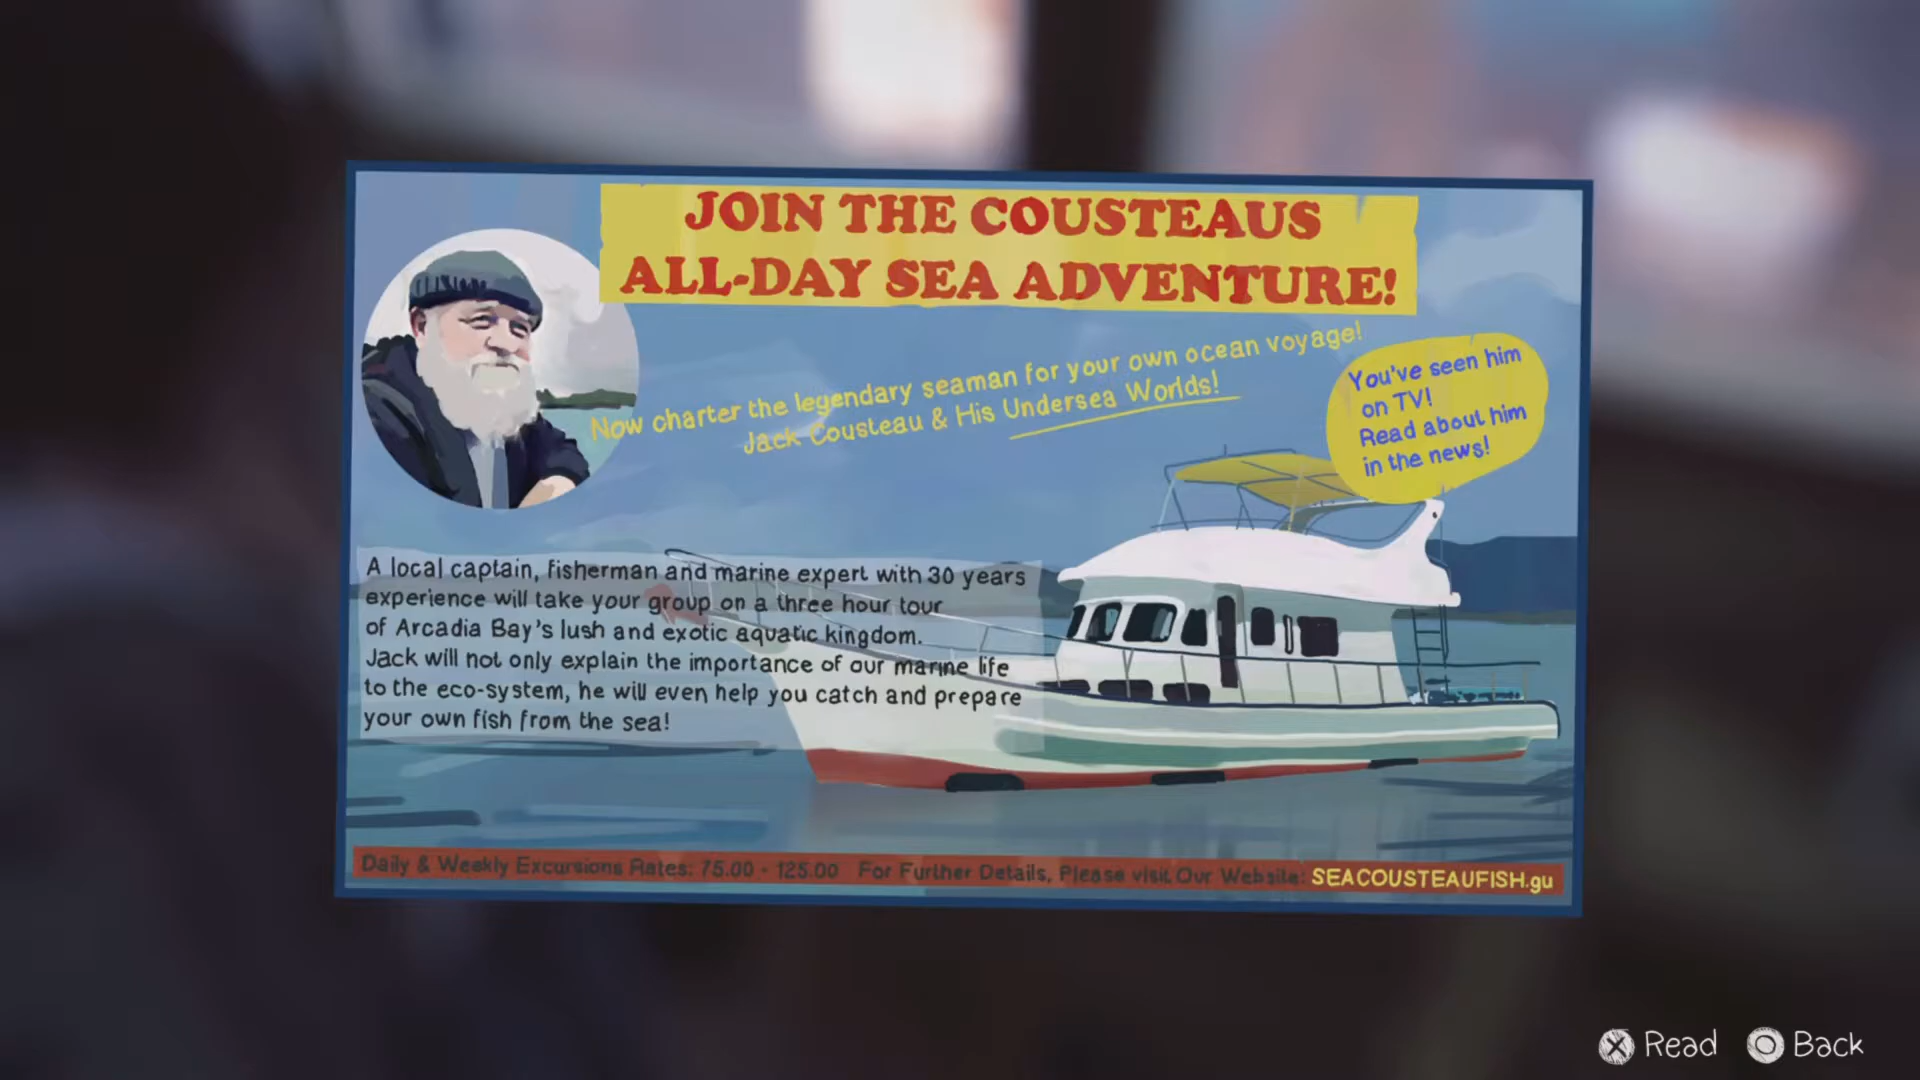 JOIN THE COUSTEAUS
ALL-DAY SEA ADVENTURE!
Now charter the legendary seaman for your own ocean voyage!
Jack Cousteau & His Undersea Worlds!
You've seen him
on TV!
Read about him
in the news!
A local captain, fisherman and marine expert with 30 years
experience will take your group on a three hour tour
of Arcadia Bay's lush and exotic aquatic kingdom.
Jack will not only explain the importance of our marine life
to the eco-system, he will even help you catch and prepare
your own fish from the sea!
Daily & Weekly Excursions Rates: 75.00 - 125.00 For Further Details, Please visit Our Website: SEACOUSTEAUFISH.gu
Read Back